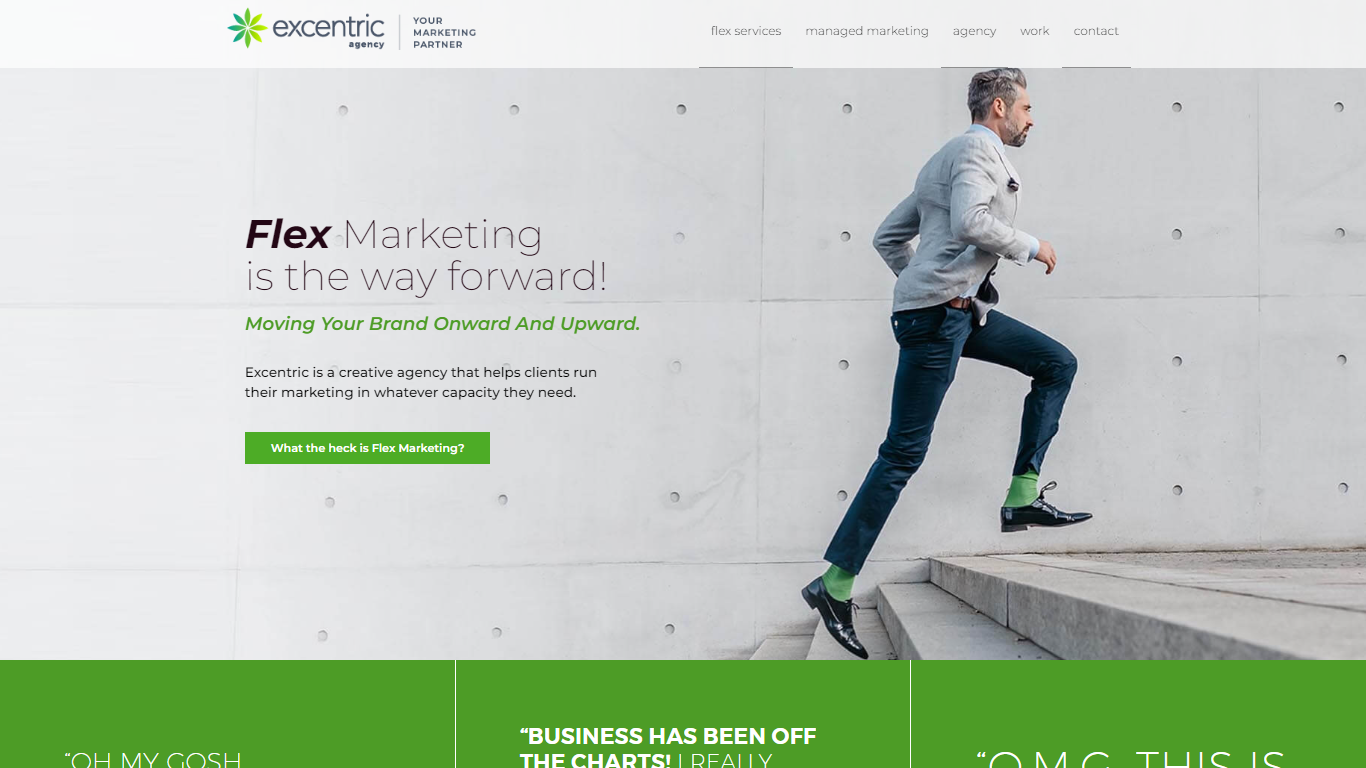 excentric
agency
YOUR
MARKETING
PARTNER
flex services managed marketing agency work contact
Flex Marketing
is the way forward!
Moving Your Brand Onward And Upward.
Excentric is a creative agency that helps clients run
their marketing in whatever capacity they need.
What the heck is Flex Marketing?
“OH MY GOSH
“BUSINESS HAS BEEN OFF
THE CHARTS! I REALLY
“O.M.G. THIS IS